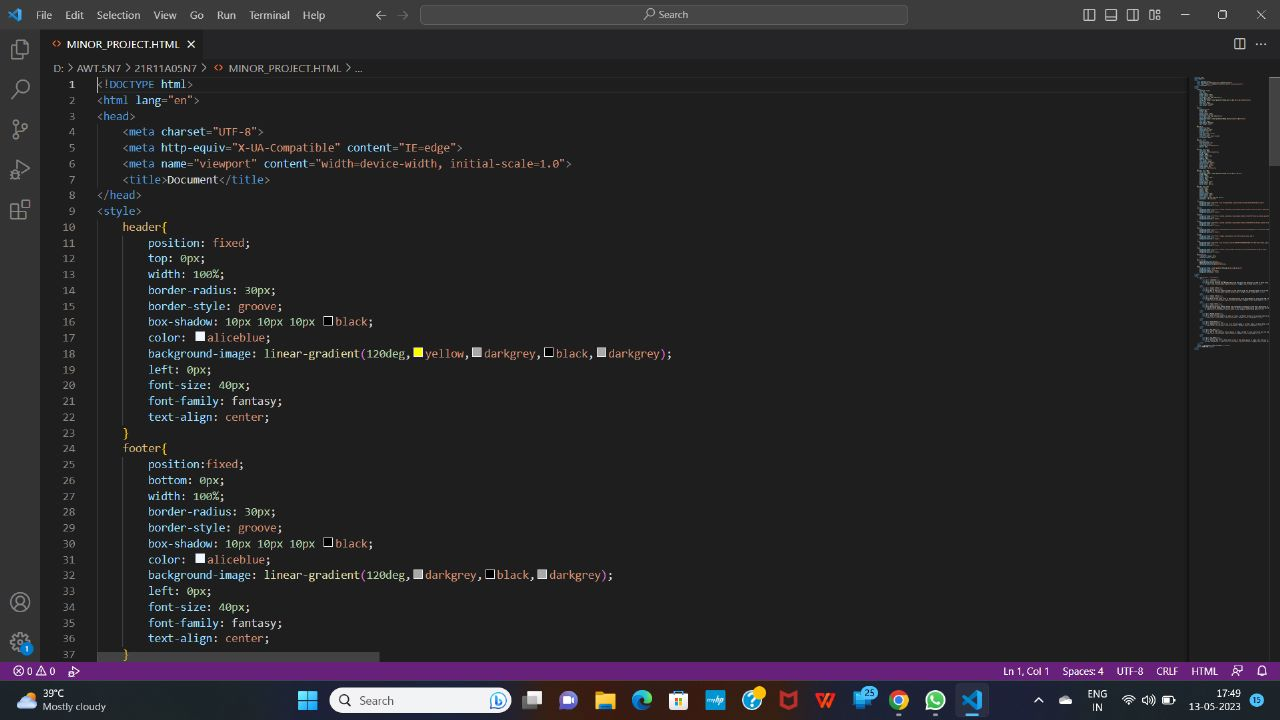 File Edit Selection View Go Run Terminal Help Search
MINOR_PROJECT.HTML
D: > AWT.5N7 > 21R11A05N7 > <> MINOR_PROJECT.HTML > ...
1 <!DOCTYPE html>
2 <html lang="en">
3 <head>
4 <meta charset="UTF-8">
5 <meta http-equiv="X-UA-Compatible" content="IE=edge">
6 <meta name="viewport" content="width=device-width, initial-scale=1.0">
7 <title>Document</title>
8 </head>
9 <style>
10 header{
11 position: fixed;
12 top: 0px;
13 width: 100%;
14 border-radius: 30px;
15 border-style: groove;
16 box-shadow: 10px 10px 10px black;
17 color: aliceblue;
18 background-image: linear-gradient(120deg,yellow,darkgrey,black,darkgrey);
19 left: 0px;
20 font-size: 40px;
21 font-family: fantasy;
22 text-align: center;
23 }
24 footer{
25 position:fixed;
26 bottom: 0px;
27 width: 100%;
28 border-radius: 30px;
29 border-style: groove;
30 box-shadow: 10px 10px 10px black;
31 color: aliceblue;
32 background-image: linear-gradient(120deg,darkgrey,black,darkgrey);
33 left: 0px;
34 font-size: 40px;
35 font-family: fantasy;
36 text-align: center;
37 }
1
0 0 Ln 1, Col 1 Spaces: 4 UTF-8 CRLF HTML
39°C
Mostly cloudy
Search
myhp
25
ENG
IN
17:49
13-05-2023
15